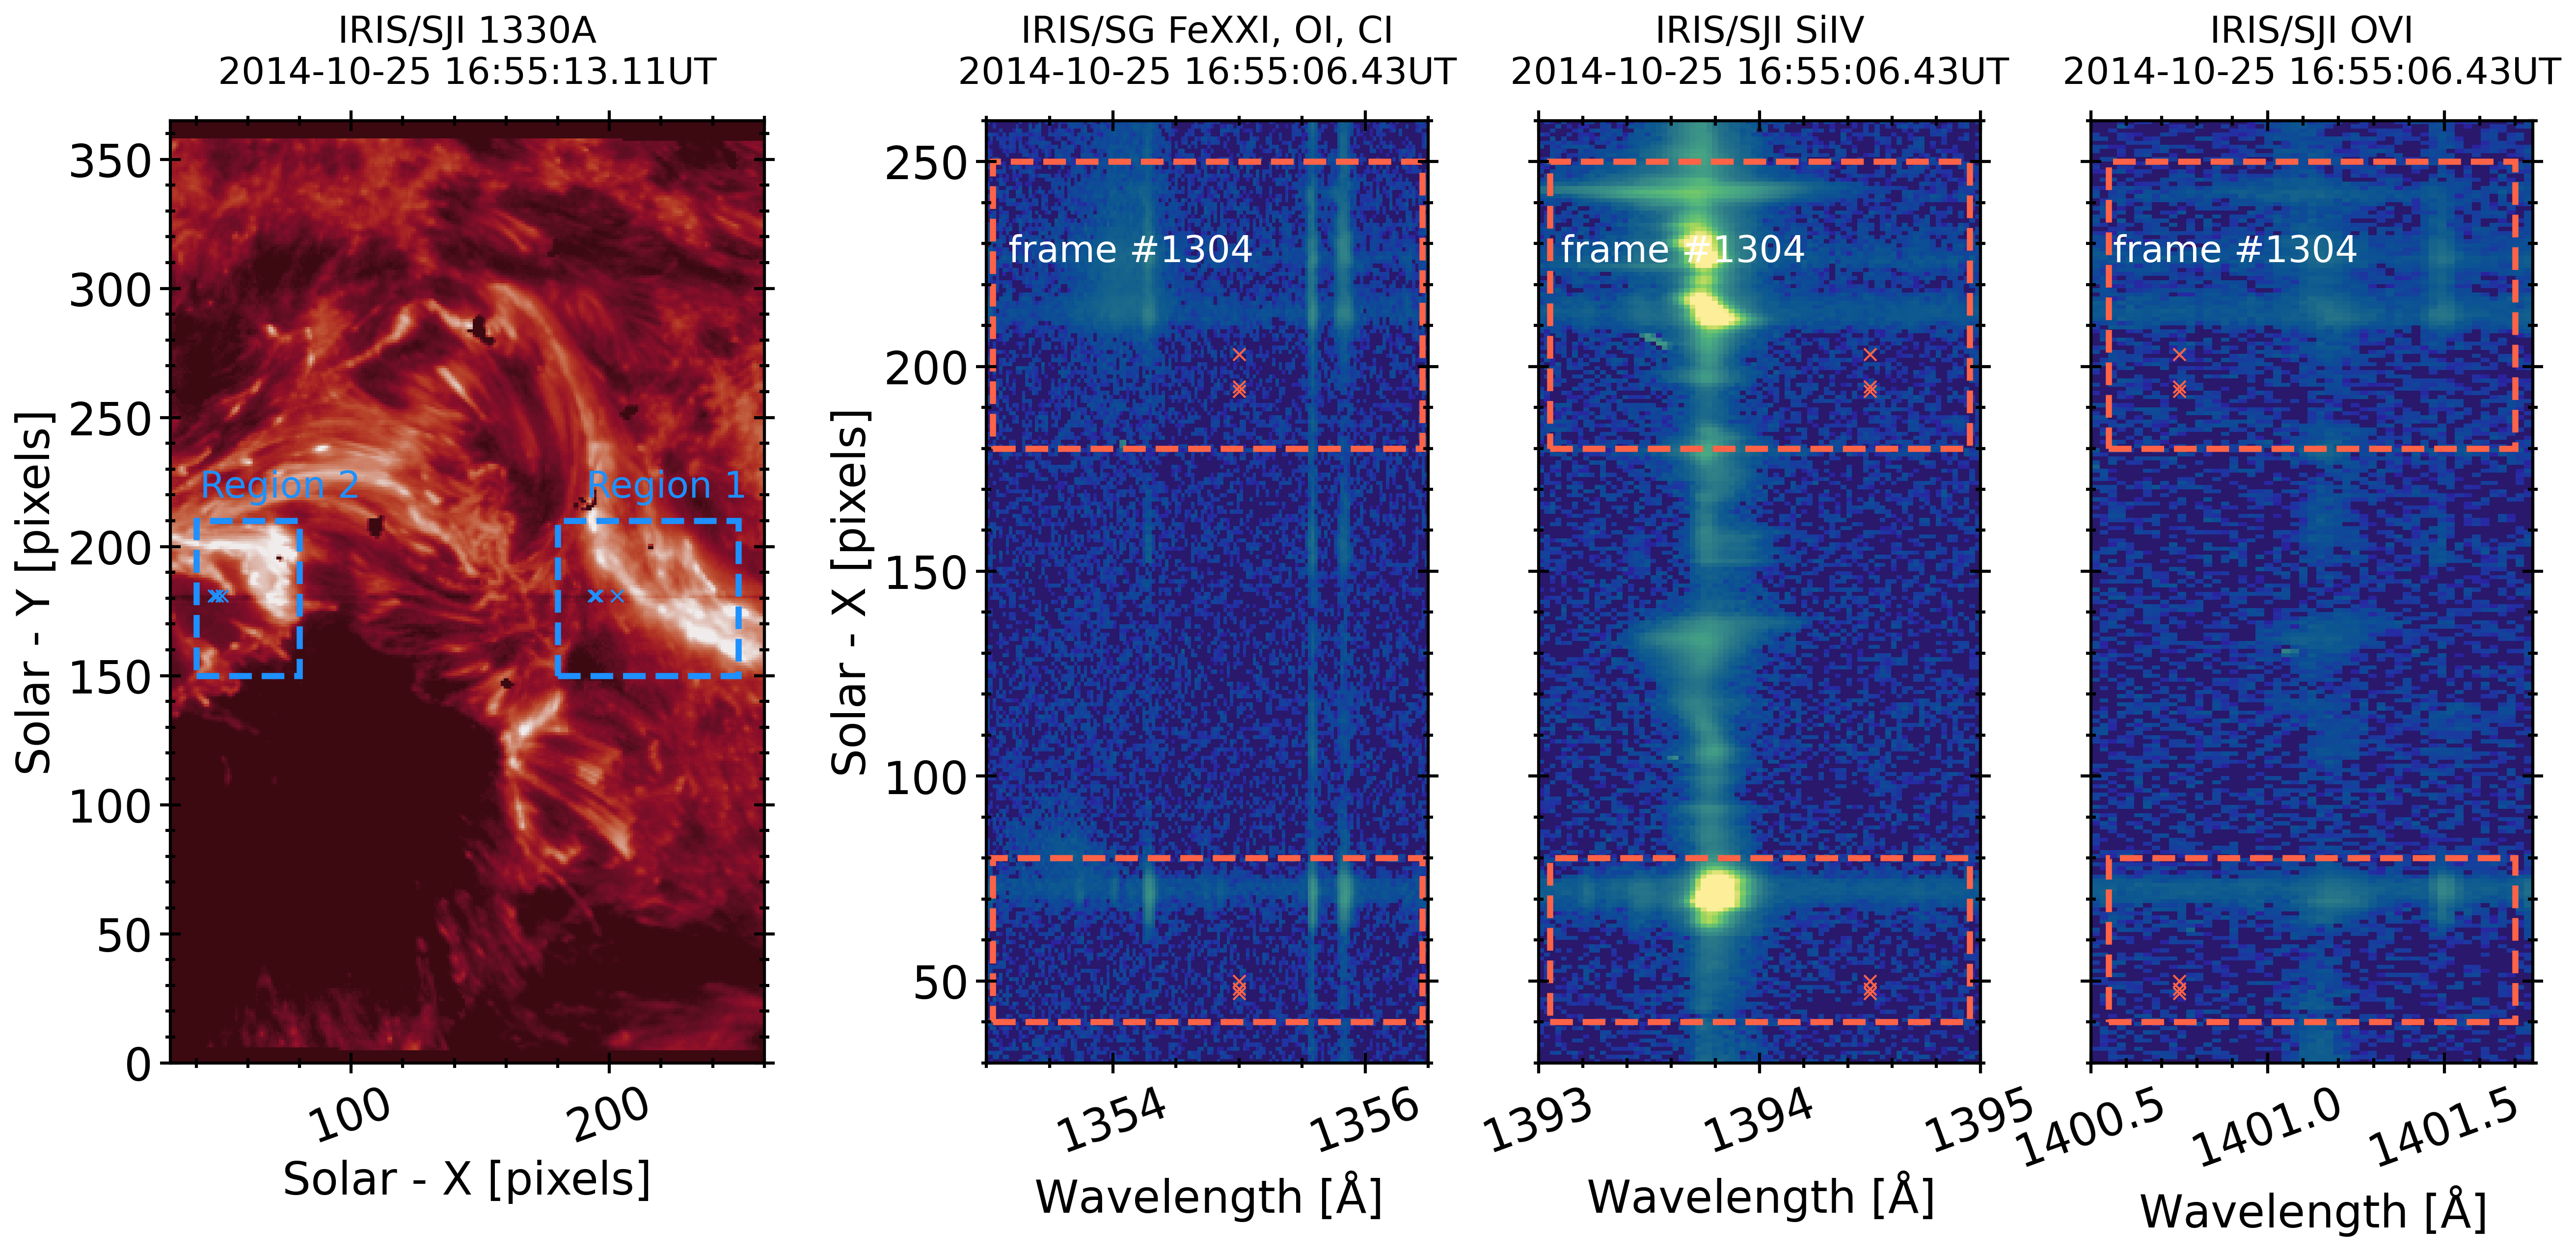 IRIS/SJI 1330A
2014-10-25 16:55:13.11UT
Solar - Y [pixels]
350
300
250
200
150
100
50
0
Region 2
Region 1
100
200
Solar - X [pixels]
IRIS/SG FeXXI, OI, CI
2014-10-25 16:55:06.43UT
Solar - X [pixels]
250
200
150
100
50
frame #1304
1354
1356
Wavelength [Å]
IRIS/SJI SiIV
2014-10-25 16:55:06.43UT
frame #1304
1393
1394
1395
Wavelength [Å]
IRIS/SJI OVI
2014-10-25 16:55:06.43UT
frame #1304
1400.5
1401.0
1401.5
Wavelength [Å]